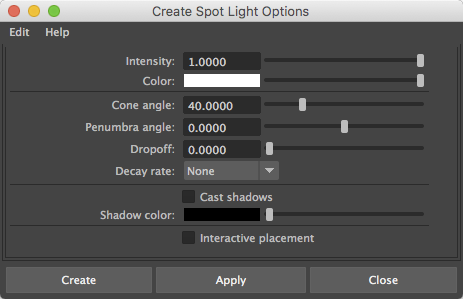 Create Spot Light Options
Edit Help
Intensity: 1.0000
Color:
Cone angle: 40.0000
Penumbra angle: 0.0000
Dropoff: 0.0000
Decay rate: None
Cast shadows
Shadow color:
Interactive placement
Create Apply Close